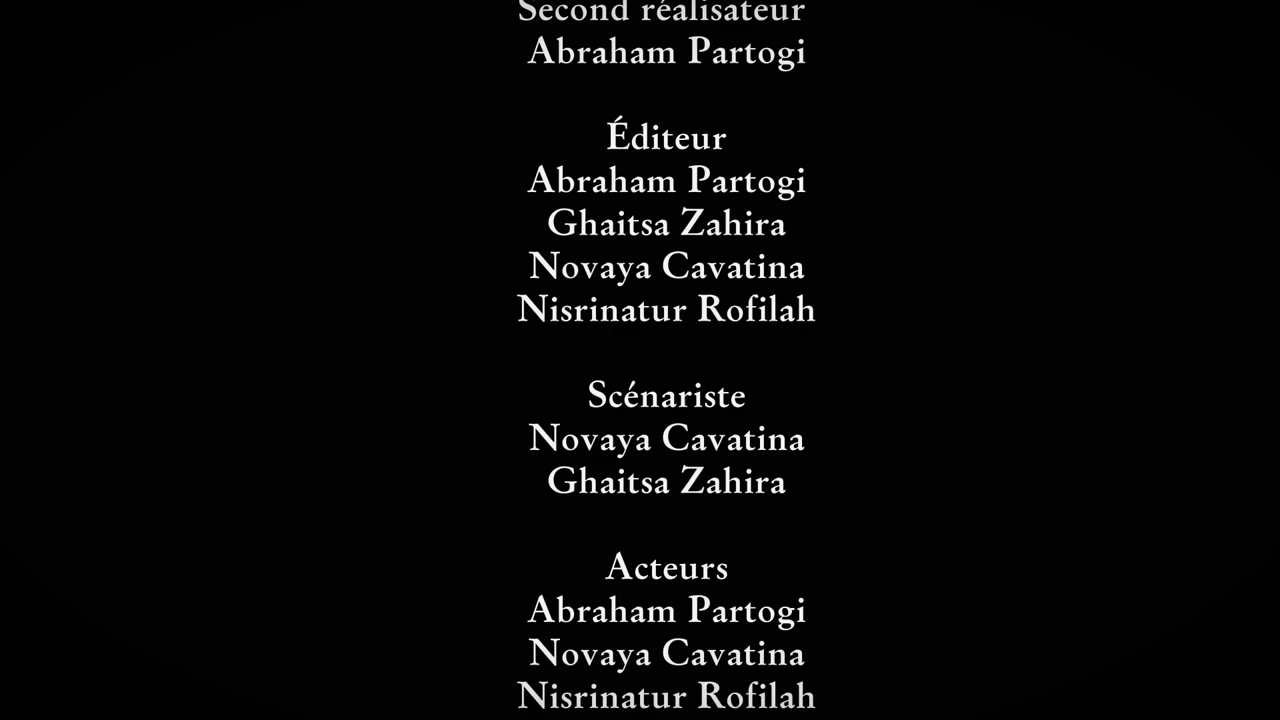 Second réalisateur
Abraham Partogi
Éditeur
Abraham Partogi
Ghaitsa Zahira
Novaya Cavatina
Nisrinatur Rofilah
Scénariste
Novaya Cavatina
Ghaitsa Zahira
Acteurs
Abraham Partogi
Novaya Cavatina
Nisrinatur Rofilah